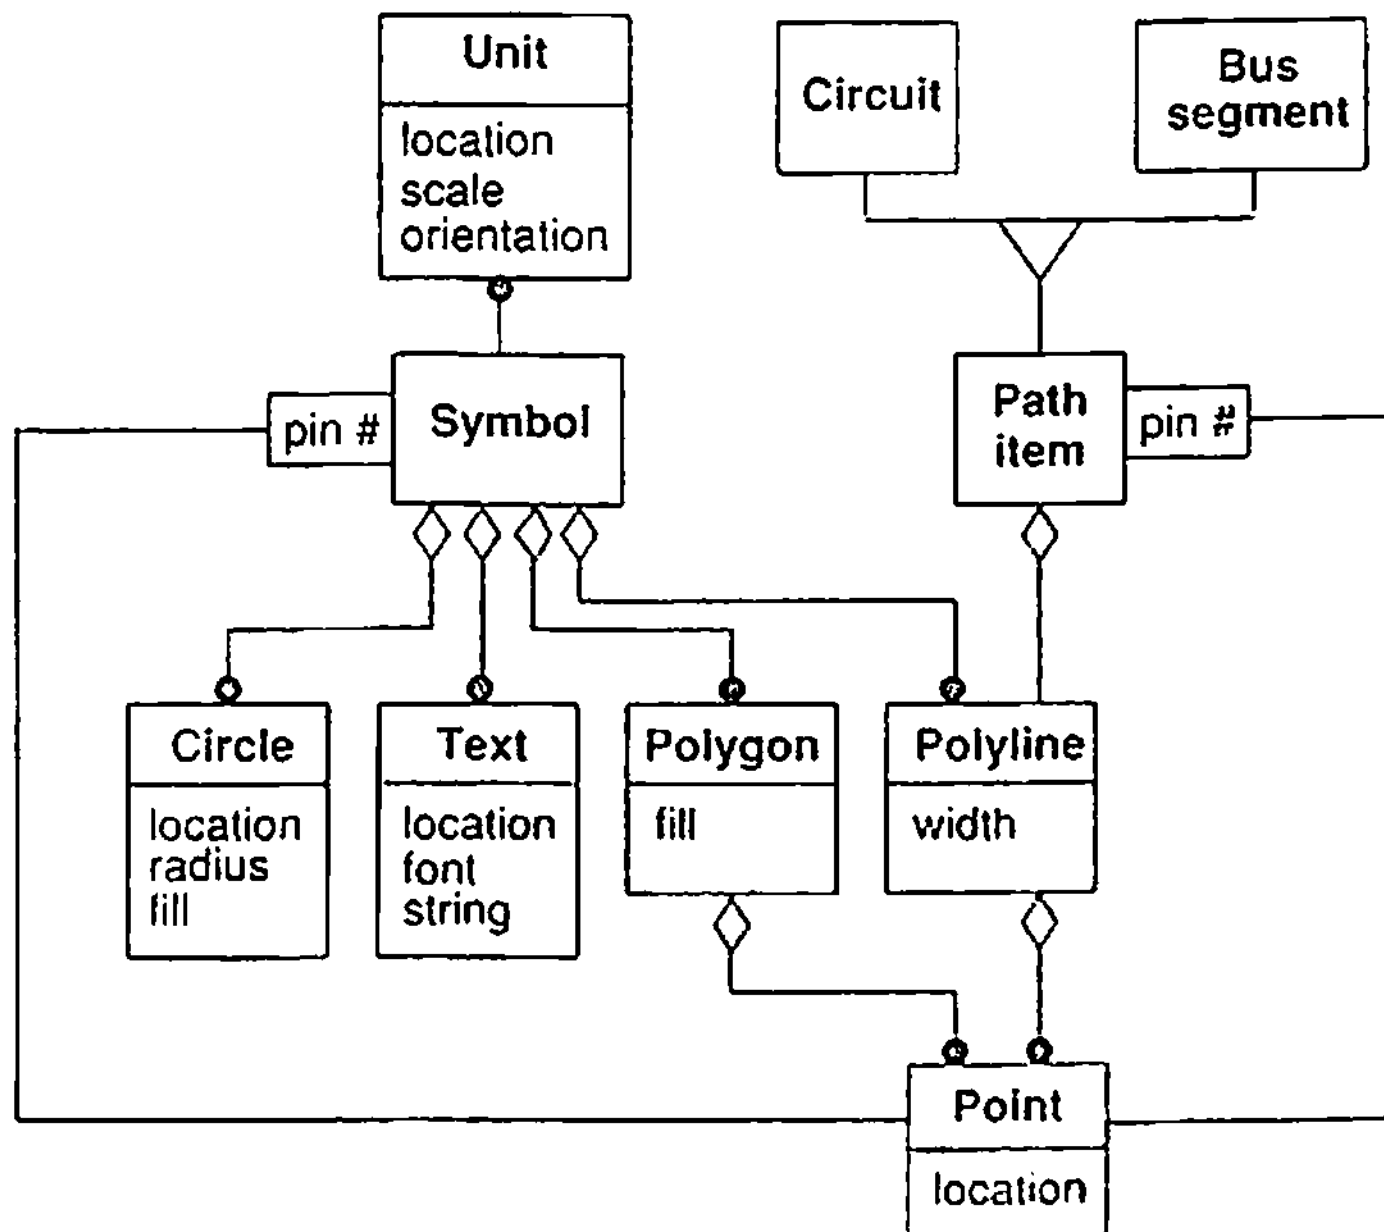 Unit
location
scale
orientation
Circuit
Bus
segment
pin #
Symbol
Path
item
pin #
Circle
location
radius
fill
Text
location
font
string
Polygon
fill
Polyline
width
Point
location